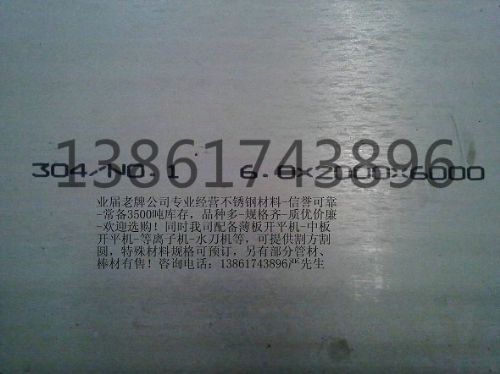 13861743896
304/NO.1 6.0X2000X6000
业届老牌公司专业经营不锈钢材料-信誉可靠
-常备3500吨库存，品种多-规格齐-质优价廉
-欢迎选购！同时我司配备薄板开平机-中板
开平机-等离子机-水刀机等，可提供割方割
圆，特殊材料规格可预订，另有部分管材、
棒材有售！咨询电话：13861743896严先生